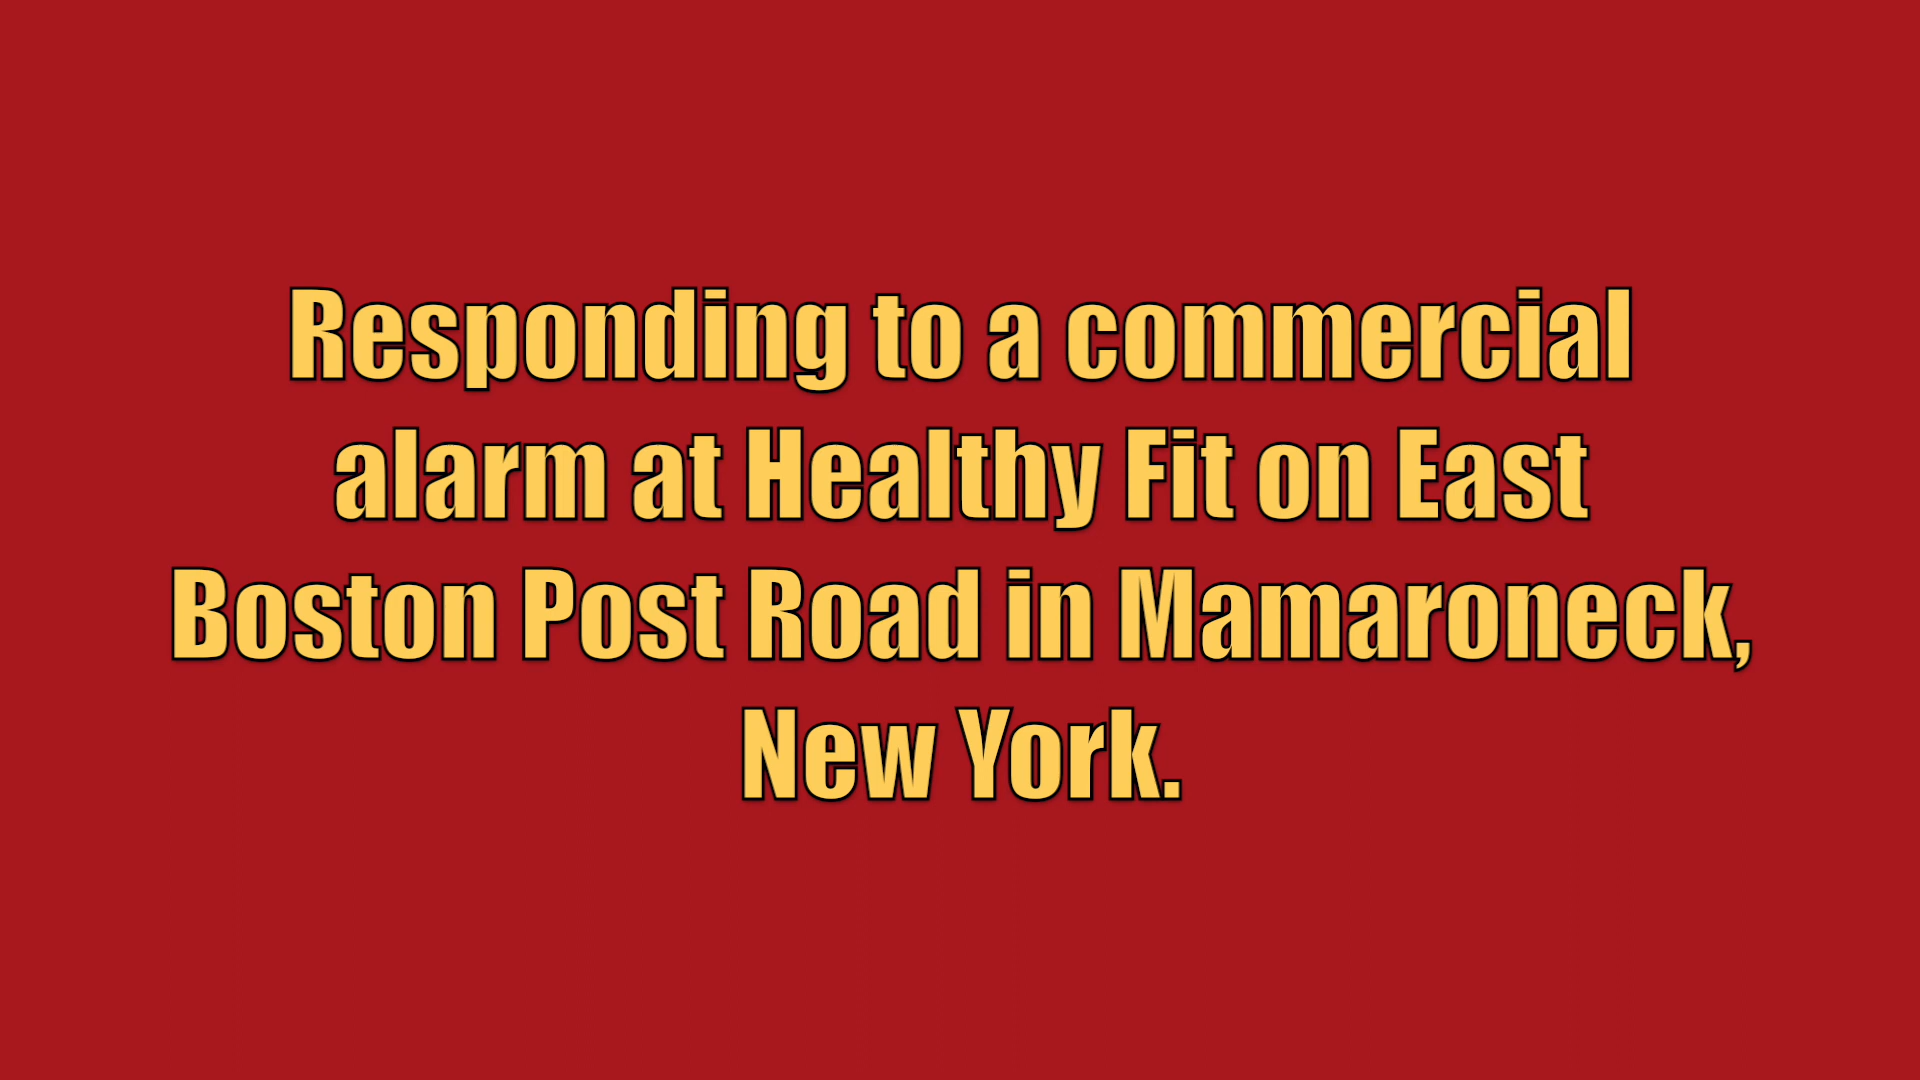 Responding to a commercial
alarm at Healthy Fit on East
Boston Post Road in Mamaroneck,
New York.